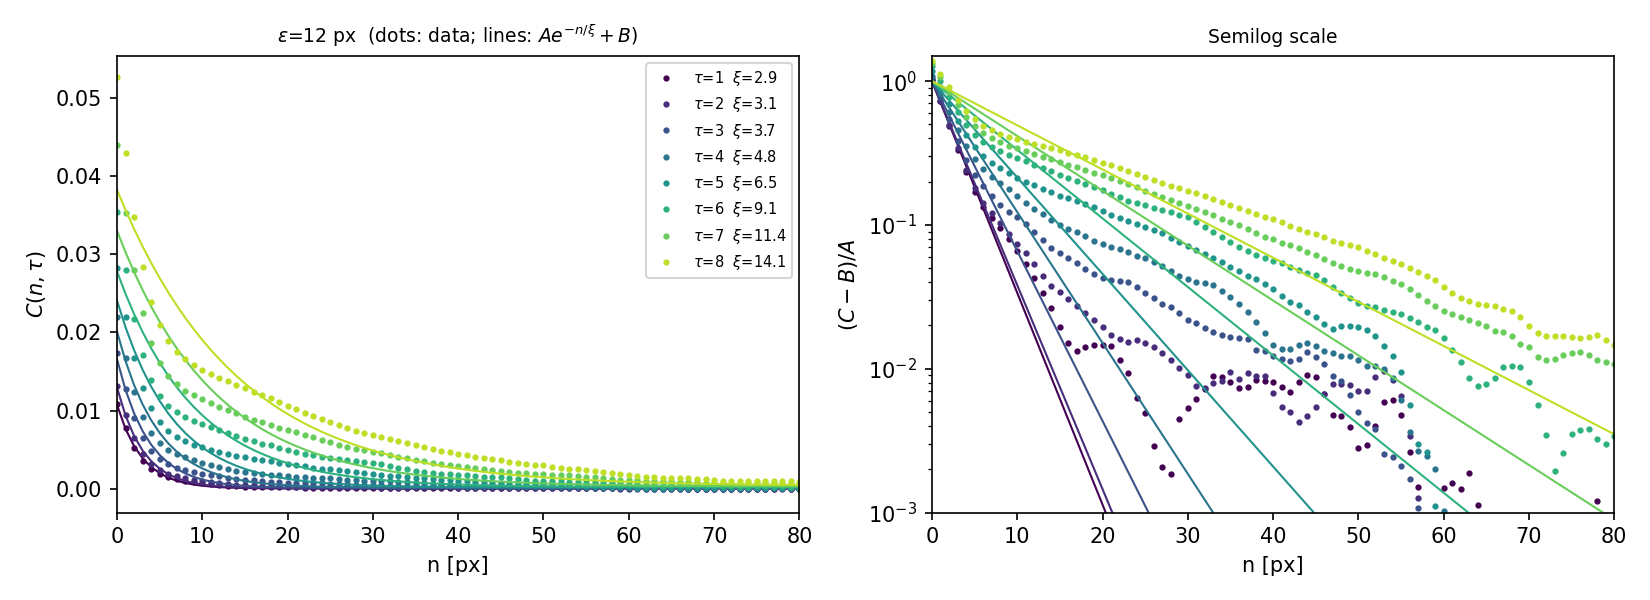 ε=12 px (dots: data; lines: Ae^{-n/ξ} + B)
C(n, τ)
0.05
0.04
0.03
0.02
0.01
0.00
τ=1 ξ=2.9
τ=2 ξ=3.1
τ=3 ξ=3.7
τ=4 ξ=4.8
τ=5 ξ=6.5
τ=6 ξ=9.1
τ=7 ξ=11.4
τ=8 ξ=14.1
0 10 20 30 40 50 60 70 80
n [px]
Semilog scale
(C − B)/A
10^0
10^{-1}
10^{-2}
10^{-3}
0 10 20 30 40 50 60 70 80
n [px]